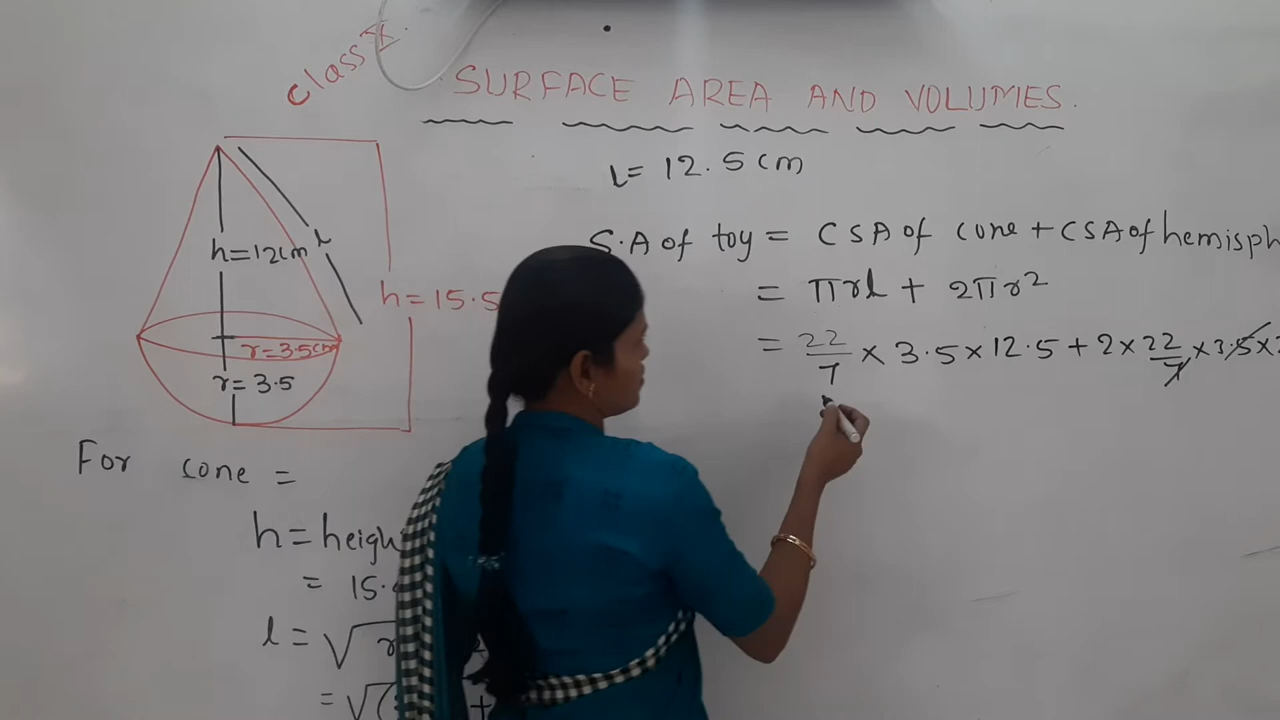 Class X.
SURFACE AREA AND VOLUMES.
l = 12.5 cm
h = 12cm
l
h = 15.5
r = 3.5cm
r = 3.5
S.A of toy = CSA of cone + CSA of hemisph
= πrl + 2πr²
= 22/7 × 3.5 × 12.5 + 2 × 22/7 × 3.5 ×
For cone =
h = heigh
= 15.
l = √ r
= √(
+